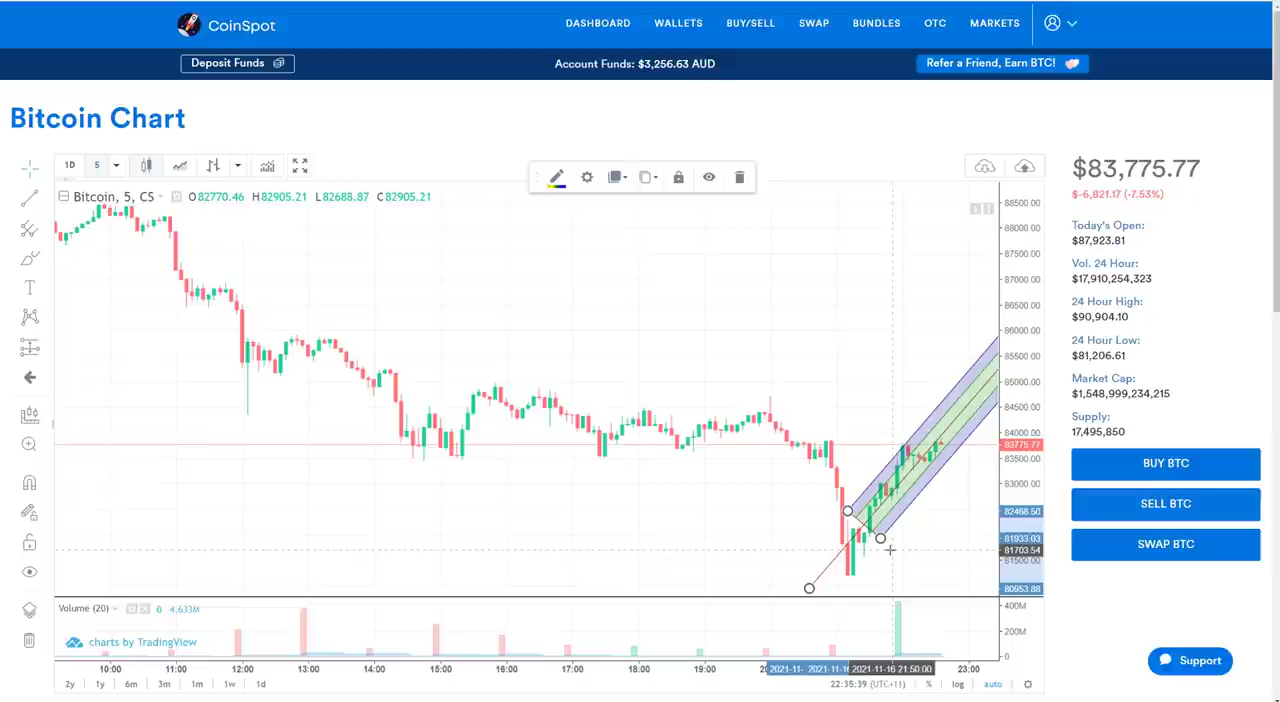 CoinSpot
DASHBOARD WALLETS BUY/SELL SWAP BUNDLES OTC MARKETS
Deposit Funds
Account Funds: $3,256.63 AUD
Refer a Friend, Earn BTC!
Bitcoin Chart
1D 5
Bitcoin, 5, CS O82770.46 H82905.21 L82688.87 C82905.21
88500.00
88000.00
87500.00
87000.00
86500.00
86000.00
85500.00
85000.00
84500.00
84000.00
83775.77
83500.00
83000.00
82468.50
81933.03
81703.54
81500.00
80953.88
Volume (20) 0 4.633M
400M
200M
0
charts by TradingView
10:00 11:00 12:00 13:00 14:00 15:00 16:00 17:00 18:00 19:00 2021-11- 2021-11-16 2021-11-16 21:50:00 23:00
2y 1y 6m 3m 1m 1w 1d
22:35:39 (UTC+11) % log auto
$83,775.77
$-6,821.17 (-7.53%)
Today's Open:
$87,923.81
Vol. 24 Hour:
$17,910,254,323
24 Hour High:
$90,904.10
24 Hour Low:
$81,206.61
Market Cap:
$1,548,999,234,215
Supply:
17,495,850
BUY BTC
SELL BTC
SWAP BTC
Support